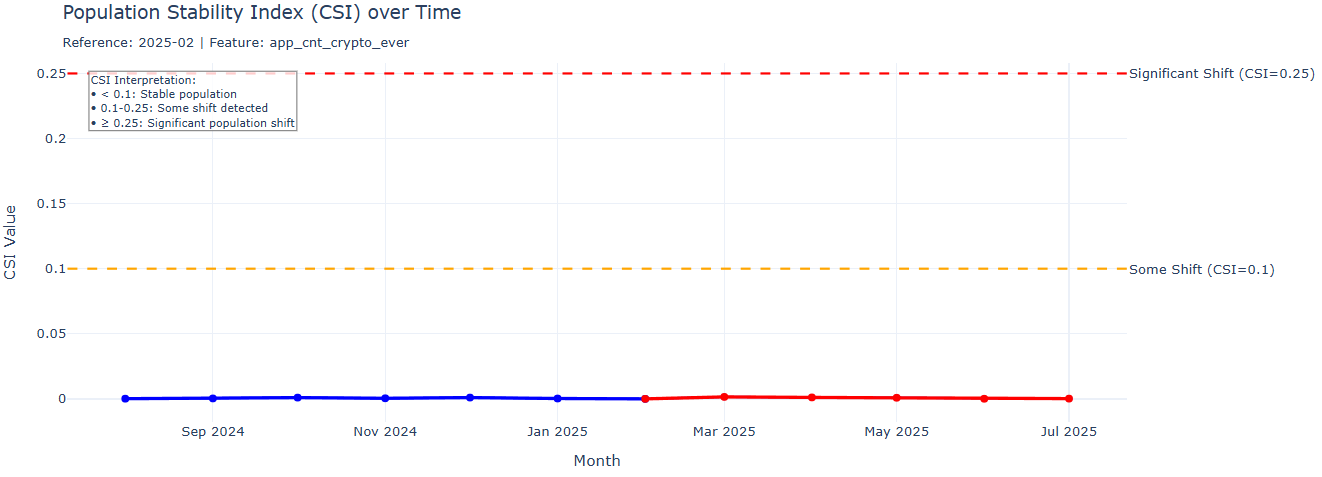 Population Stability Index (CSI) over Time
Reference: 2025-02 | Feature: app_cnt_crypto_ever
CSI Interpretation:
• < 0.1: Stable population
• 0.1-0.25: Some shift detected
• ≥ 0.25: Significant population shift
Significant Shift (CSI=0.25)
Some Shift (CSI=0.1)
CSI Value
0.25
0.2
0.15
0.1
0.05
0
Sep 2024
Nov 2024
Jan 2025
Mar 2025
May 2025
Jul 2025
Month